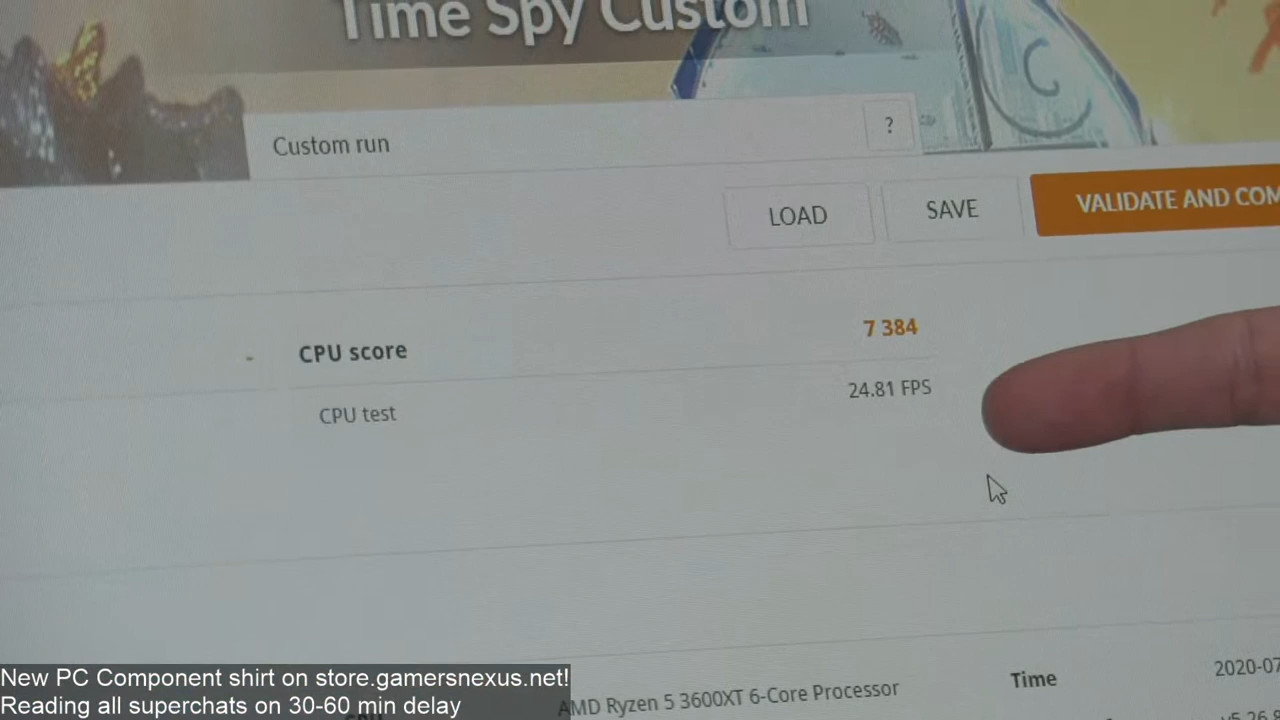 Time Spy Custom
Custom run
?
LOAD
SAVE
VALIDATE AND COM
CPU score
7 384
CPU test
24.81 FPS
AMD Ryzen 5 3600XT 6-Core Processor
Time
2020-07
New PC Component shirt on store.gamersnexus.net!
Reading all superchats on 30-60 min delay